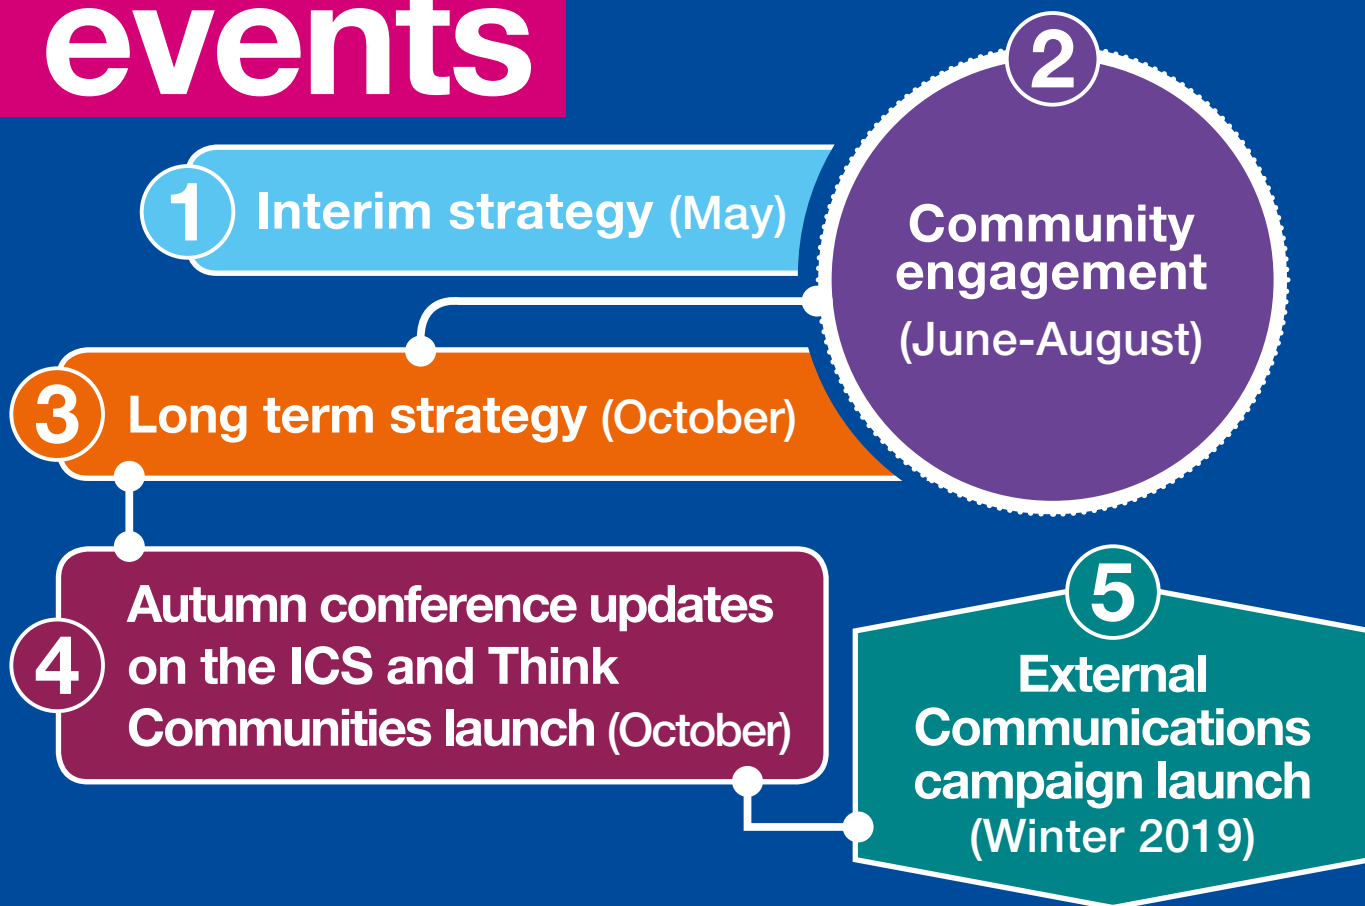 events
1
Interim strategy (May)
2
Community
engagement
(June-August)
3
Long term strategy (October)
4
Autumn conference updates
on the ICS and Think
Communities launch (October)
5
External
Communications
campaign launch
(Winter 2019)